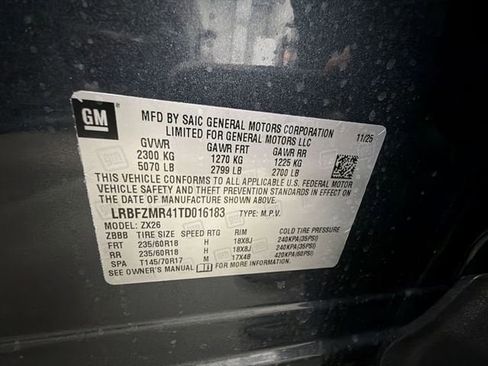 GM
MFD BY SAIC GENERAL MOTORS CORPORATION
LIMITED FOR GENERAL MOTORS LLC
11/25
GVWR GAWR FRT GAWR RR
2300 KG 1270 KG 1225 KG
5070 LB 2799 LB 2700 LB
THIS VEHICLE CONFORMS TO ALL APPLICABLE U.S. FEDERAL MOTOR
VEHICLE SAFETY AND THEFT PREVENTION STANDARDS IN EFFECT ON
THE DATE OF MANUFACTURE SHOWN ABOVE.
LRBFZMR41TD016183 TYPE: M.P.V.
MODEL: ZX26
ZBBB TIRE SIZE SPEED RTG RIM COLD TIRE PRESSURE
FRT 235/60R18 H 18X8J 240KPA(35PSI)
RR 235/60R18 H 18X8J 240KPA(35PSI)
SPA T145/70R17 M 17X4B 420KPA(60PSI)
SEE OWNER'S MANUAL FOR MORE INFORMATION